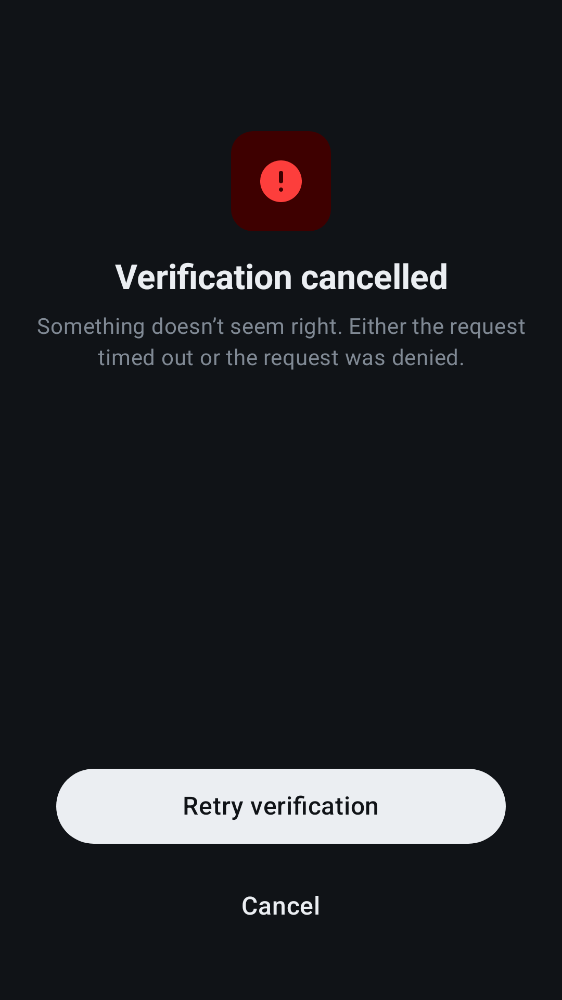 Verification cancelled
Something doesn’t seem right. Either the request
timed out or the request was denied.
Retry verification
Cancel